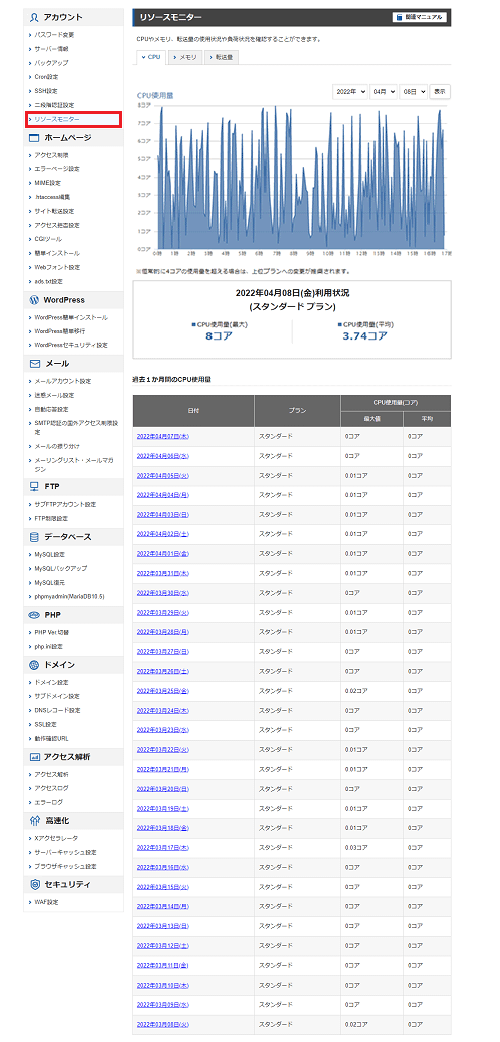 アカウント
パスワード変更
サーバー情報
バックアップ
Cron設定
SSH設定
二段階認証設定
リソースモニター
ホームページ
アクセス制限
エラーページ設定
MIME設定
.htaccess編集
サイト転送設定
アクセス拒否設定
CGIツール
簡単インストール
Webフォント設定
ads.txt設定
WordPress
WordPress簡単インストール
WordPress簡単移行
WordPressセキュリティ設定
メール
メールアカウント設定
迷惑メール設定
自動応答設定
SMTP認証の国外アクセス制限設
定
メールの振り分け
メーリングリスト・メールマガ
ジン
FTP
サブFTPアカウント設定
FTP制限設定
データベース
MySQL設定
MySQLバックアップ
MySQL復元
phpmyadmin(MariaDB10.5)
PHP
PHP Ver.切替
php.ini設定
ドメイン
ドメイン設定
サブドメイン設定
DNSレコード設定
SSL設定
動作確認URL
アクセス解析
アクセス解析
アクセスログ
エラーログ
高速化
Xアクセラレータ
サーバーキャッシュ設定
ブラウザキャッシュ設定
セキュリティ
WAF設定
リソースモニター
関連マニュアル
CPUやメモリ、転送量の使用状況や負荷状況を確認することができます。
CPU メモリ 転送量
CPU使用量
2022年 04月 08日 表示
8コア
7コア
6コア
5コア
4コア
3コア
2コア
1コア
0コア
0時 1時 2時 3時 4時 5時 6時 7時 8時 9時 10時 11時 12時 13時 14時 15時 16時 17時
※恒常的に4コアの使用量を超える場合は、上位プランへの変更が推奨されます。
2022年04月08日(金)利用状況
(スタンダード プラン)
■CPU使用量(最大) ■CPU使用量(平均)
8コア 3.74コア
過去１か月間のCPU使用量
日付 プラン CPU使用量(コア)
最大値 平均
2022年04月07日(木) スタンダード 0コア 0コア
2022年04月06日(水) スタンダード 0コア 0コア
2022年04月05日(火) スタンダード 0.01コア 0コア
2022年04月04日(月) スタンダード 0.01コア 0コア
2022年04月03日(日) スタンダード 0.01コア 0コア
2022年04月02日(土) スタンダード 0.01コア 0コア
2022年04月01日(金) スタンダード 0.01コア 0コア
2022年03月31日(木) スタンダード 0.01コア 0コア
2022年03月30日(水) スタンダード 0コア 0コア
2022年03月29日(火) スタンダード 0.01コア 0コア
2022年03月28日(月) スタンダード 0.01コア 0コア
2022年03月27日(日) スタンダード 0コア 0コア
2022年03月26日(土) スタンダード 0コア 0コア
2022年03月25日(金) スタンダード 0.02コア 0コア
2022年03月24日(木) スタンダード 0コア 0コア
2022年03月23日(水) スタンダード 0コア 0コア
2022年03月22日(火) スタンダード 0.01コア 0コア
2022年03月21日(月) スタンダード 0.01コア 0コア
2022年03月20日(日) スタンダード 0コア 0コア
2022年03月19日(土) スタンダード 0.01コア 0コア
2022年03月18日(金) スタンダード 0.01コア 0コア
2022年03月17日(木) スタンダード 0.03コア 0コア
2022年03月16日(水) スタンダード 0コア 0コア
2022年03月15日(火) スタンダード 0コア 0コア
2022年03月14日(月) スタンダード 0コア 0コア
2022年03月13日(日) スタンダード 0コア 0コア
2022年03月12日(土) スタンダード 0コア 0コア
2022年03月11日(金) スタンダード 0コア 0コア
2022年03月10日(木) スタンダード 0コア 0コア
2022年03月09日(水) スタンダード 0コア 0コア
2022年03月08日(火) スタンダード 0.02コア 0コア